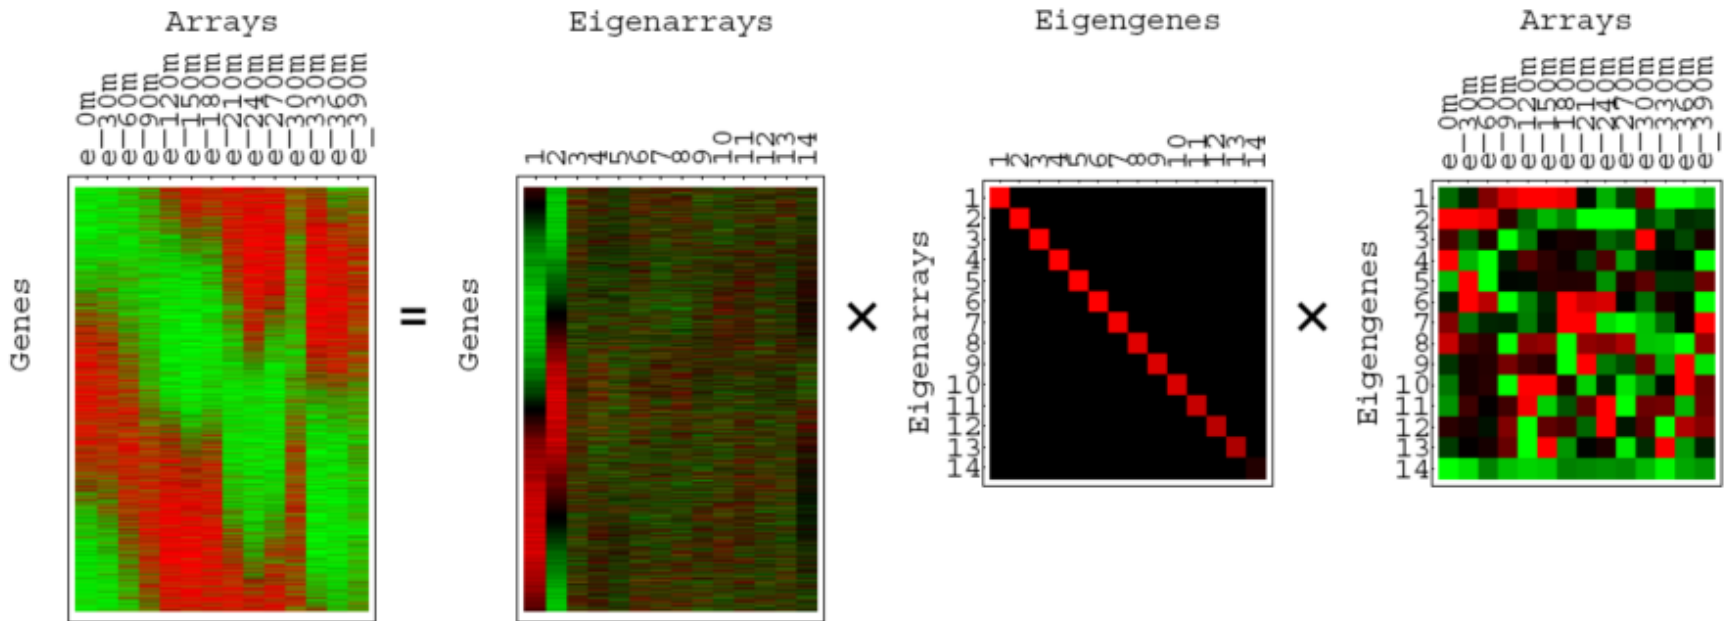 Arrays
e_0m
e_30m
e_60m
e_90m
e_120m
e_150m
e_180m
e_210m
e_240m
e_270m
e_300m
e_330m
e_360m
e_390m
Genes
=
Eigenarrays
1
2
3
4
5
6
7
8
9
10
11
12
13
14
Genes
×
Eigengenes
1
2
3
4
5
6
7
8
9
10
11
12
13
14
Eigenarrays
1
2
3
4
5
6
7
8
9
10
11
12
13
14
×
Arrays
e_0m
e_30m
e_60m
e_90m
e_120m
e_150m
e_180m
e_210m
e_240m
e_270m
e_300m
e_330m
e_360m
e_390m
Eigengenes
1
2
3
4
5
6
7
8
9
10
11
12
13
14